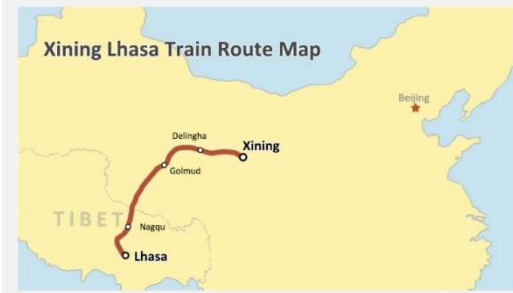 Xining Lhasa Train Route Map
Beijing
Delingha
Xining
Golmud
TIBET
Nagqu
Lhasa